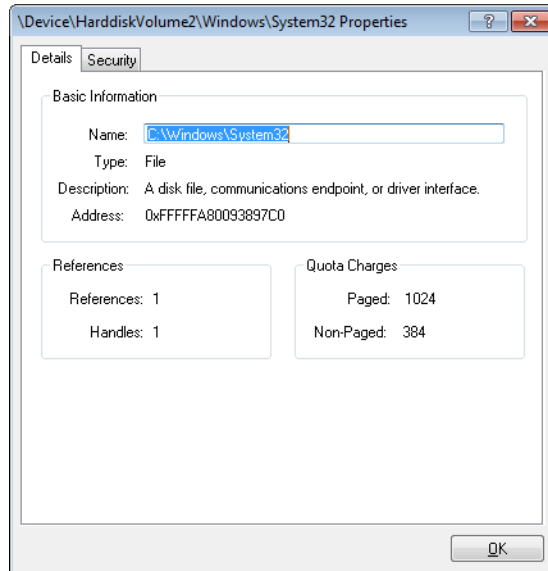 \Device\HarddiskVolume2\Windows\System32 Properties
Details Security
Basic Information
Name: C:\Windows\System32
Type: File
Description: A disk file, communications endpoint, or driver interface.
Address: 0xFFFFFA80093897C0
References
References: 1
Handles: 1
Quota Charges
Paged: 1024
Non-Paged: 384
OK